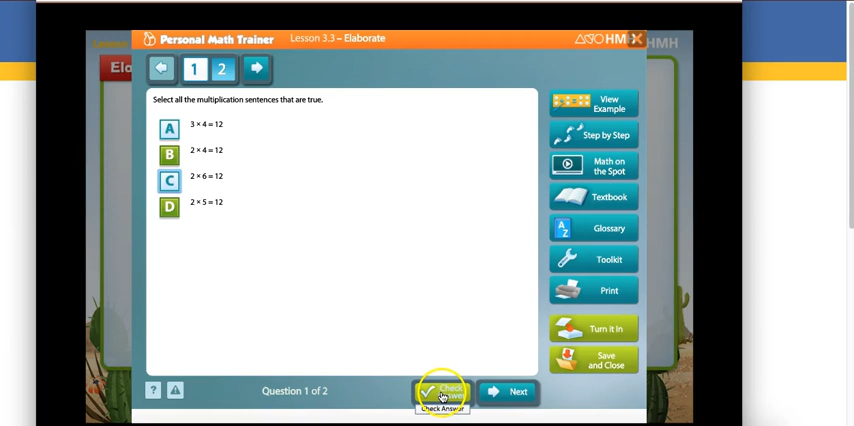 Personal Math Trainer Lesson 3.3 – Elaborate HMH
HMH
Ela
1 2
Select all the multiplication sentences that are true.
A 3 × 4 = 12
B 2 × 4 = 12
C 2 × 6 = 12
D 2 × 5 = 12
View
Example
Step by Step
Math on
the Spot
Textbook
A
Z
Glossary
Toolkit
Print
Turn it In
Save
and Close
? Question 1 of 2
Check
Answer
Next
Check Answer